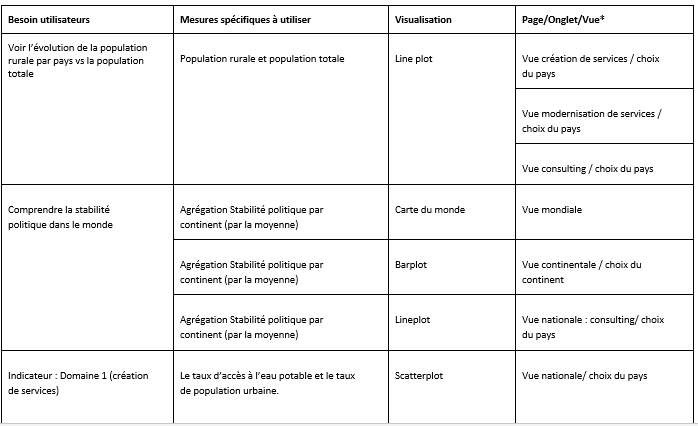 Besoin utilisateurs
Mesures spécifiques à utiliser
Visualisation
Page/Onglet/Vue*
Voir l'évolution de la population
rurale par pays vs la population
totale
Population rurale et population totale
Line plot
Vue création de services / choix
du pays
Vue modernisation de services /
choix du pays
Vue consulting / choix du pays
Comprendre la stabilité
politique dans le monde
Agrégation Stabilité politique par
continent (par la moyenne)
Carte du monde
Vue mondiale
Agrégation Stabilité politique par
continent (par la moyenne)
Barplot
Vue continentale / choix du
continent
Agrégation Stabilité politique par
continent (par la moyenne)
Lineplot
Vue nationale : consulting/ choix
du pays
Indicateur : Domaine 1 (création
de services)
Le taux d'accès à l'eau potable et le taux
de population urbaine.
Scatterplot
Vue nationale/ choix du pays